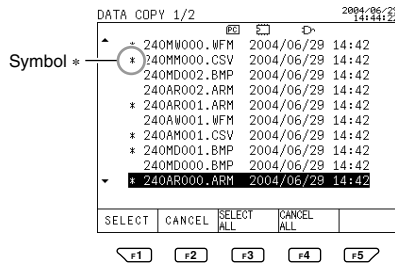 DATA COPY 1/2
2004/06/29
14:44:22
PC
Symbol *
* 240MW000.WFM 2004/06/29 14:42
* 240MM000.CSV 2004/06/29 14:42
240MD002.BMP 2004/06/29 14:42
240AR002.ARM 2004/06/29 14:42
* 240AR001.ARM 2004/06/29 14:42
240AW001.WFM 2004/06/29 14:42
* 240AM001.CSV 2004/06/29 14:42
* 240MD001.BMP 2004/06/29 14:42
240MD000.BMP 2004/06/29 14:42
* 240AR000.ARM 2004/06/29 14:42
SELECT CANCEL SELECT ALL CANCEL ALL
F1 F2 F3 F4 F5